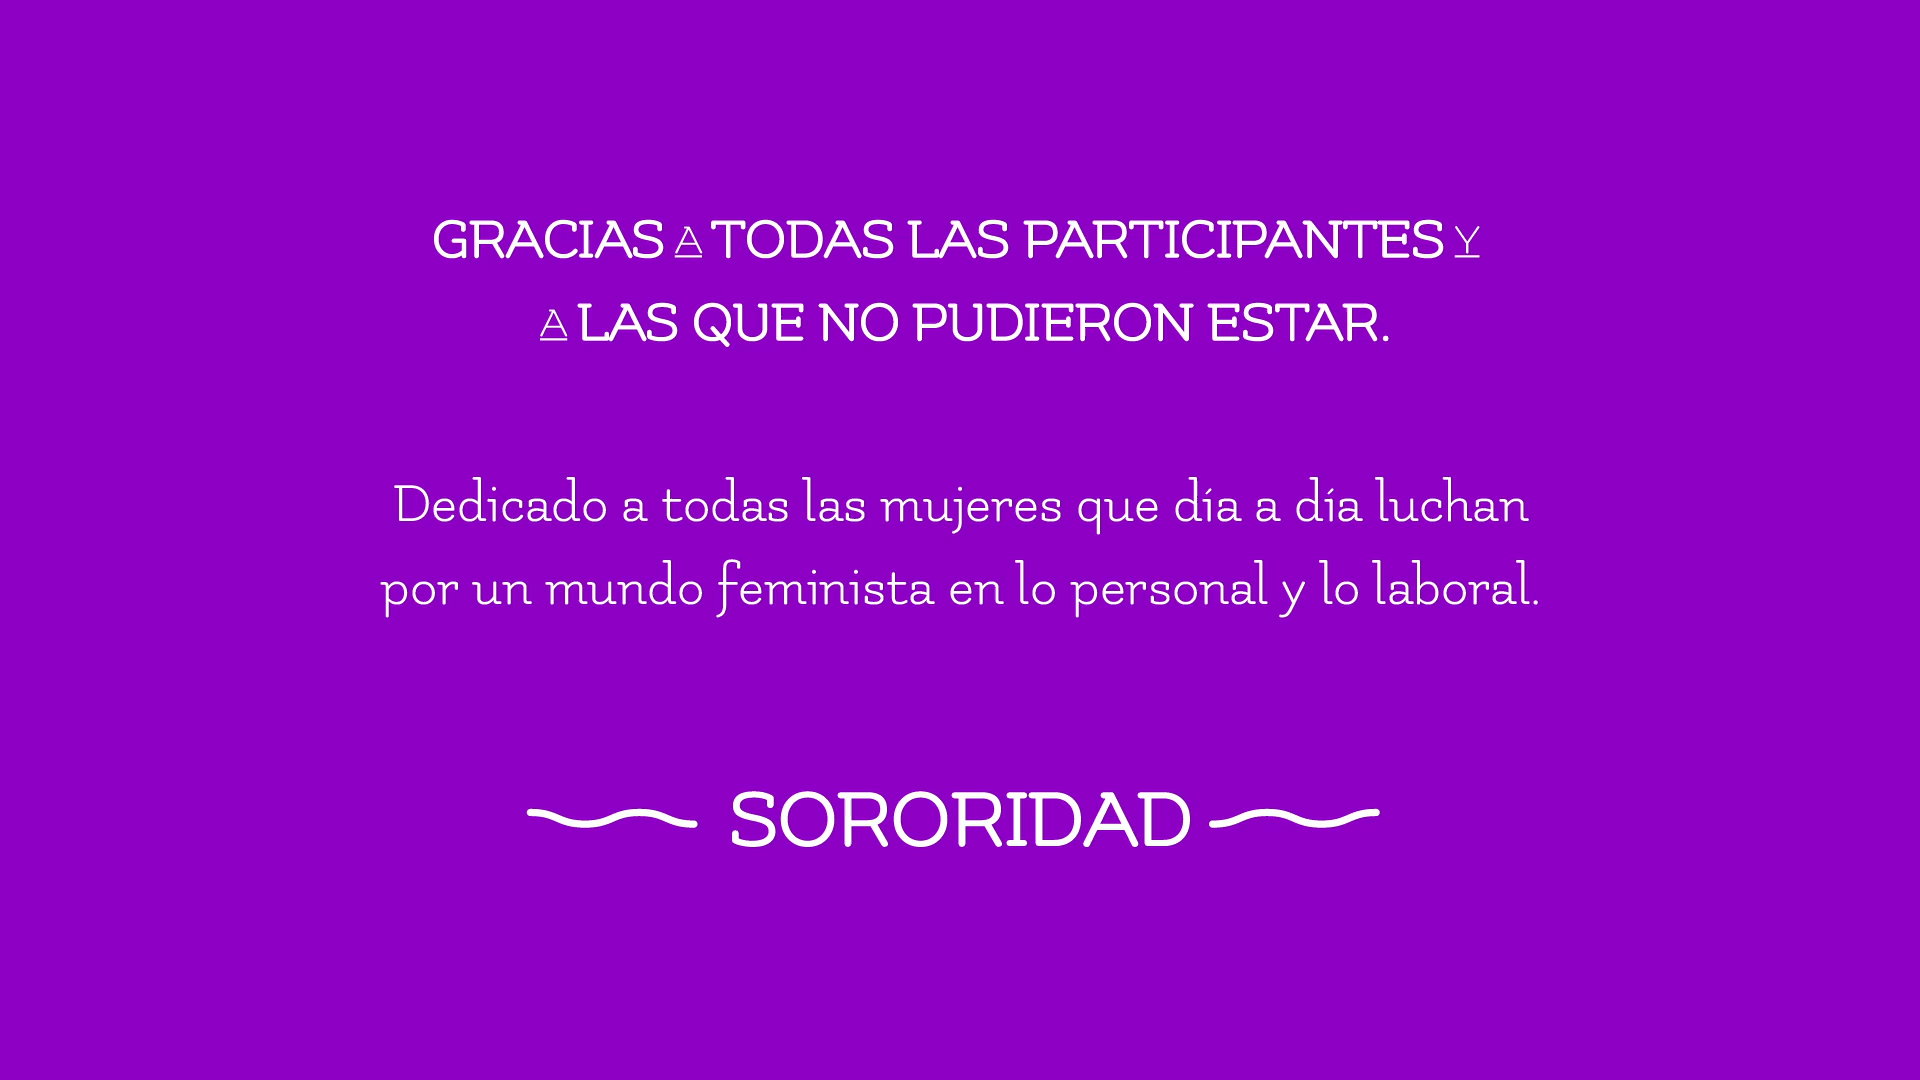 GRACIAS A TODAS LAS PARTICIPANTES Y
A LAS QUE NO PUDIERON ESTAR.
Dedicado a todas las mujeres que día a día luchan
por un mundo feminista en lo personal y lo laboral.
SORORIDAD